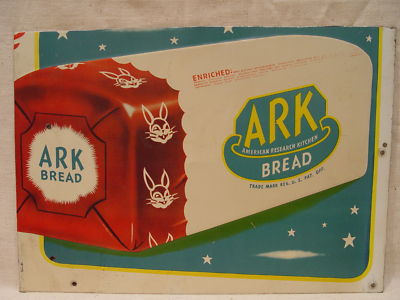 ENRICHED:
ARK
AMERICAN RESEARCH KITCHEN
BREAD
TRADE MARK REG. U.S. PAT. OFF.
ARK
BREAD